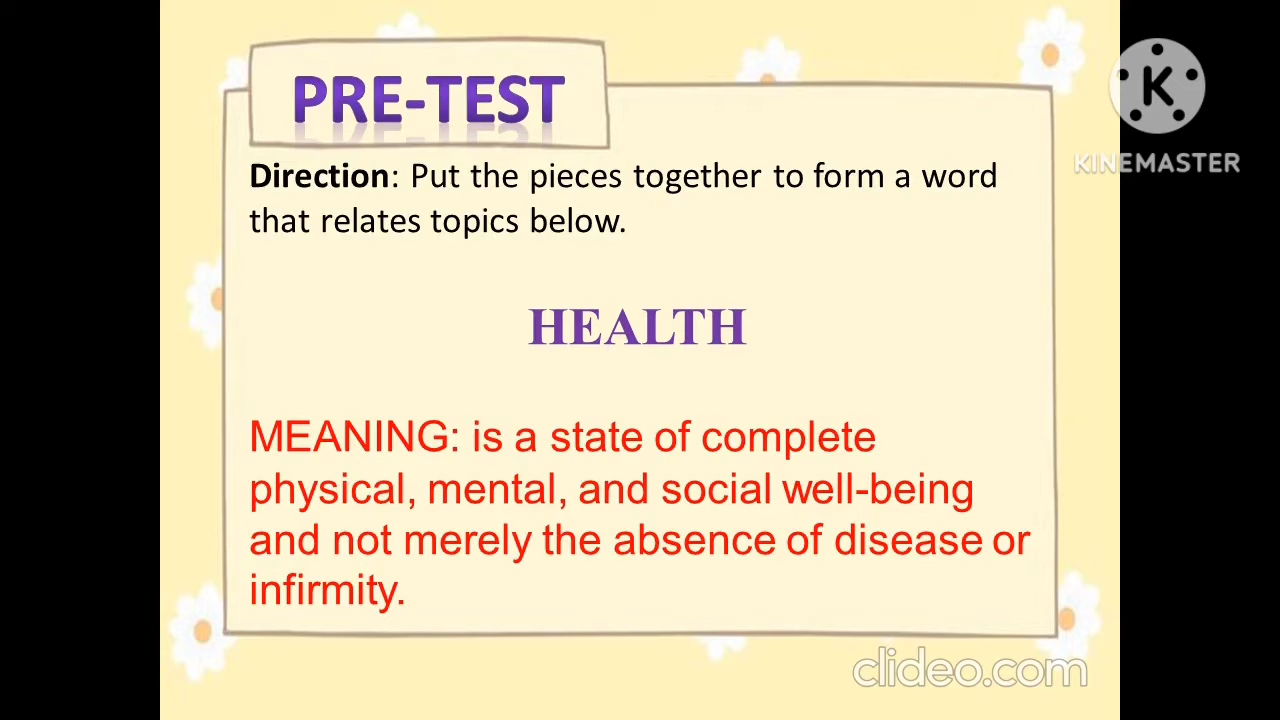 PRE-TEST
K
KINEMASTER
Direction: Put the pieces together to form a word
that relates topics below.
HEALTH
MEANING: is a state of complete
physical, mental, and social well-being
and not merely the absence of disease or
infirmity.
clideo.com